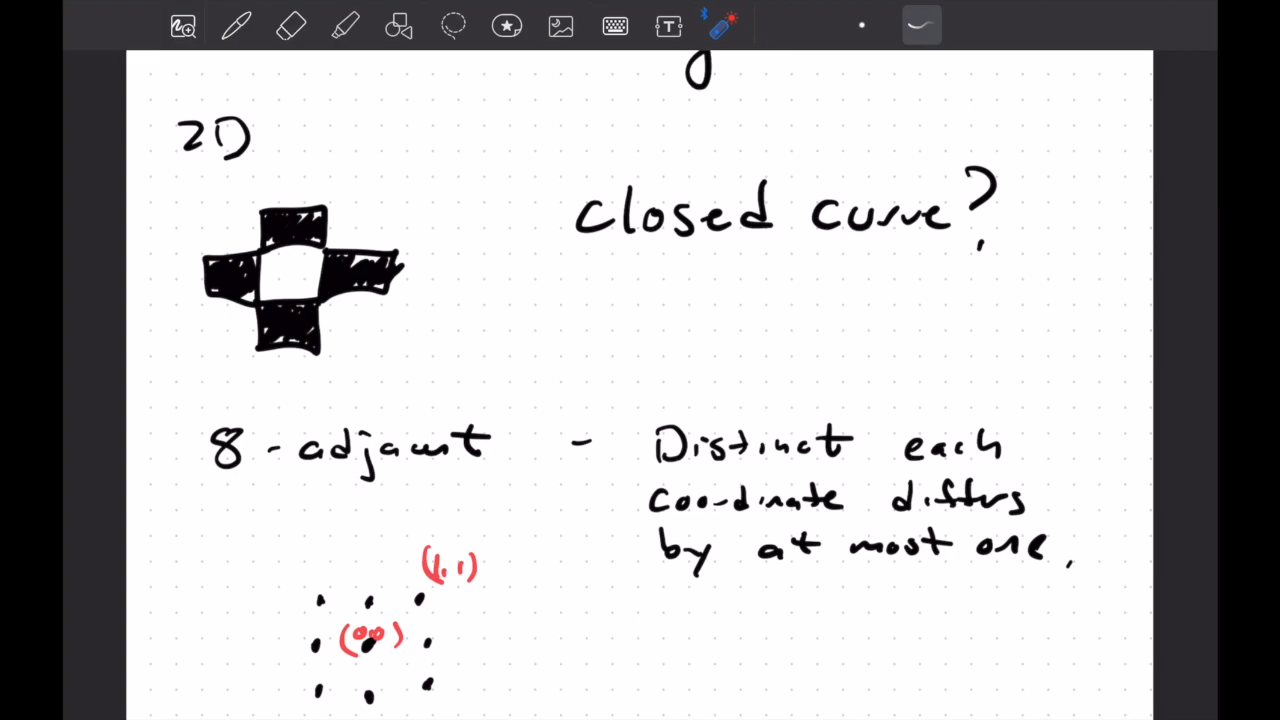 2D
closed curve?
8-adjacent - Distinct each
coordinate differs
by at most one.
(1,1)
(0,0)